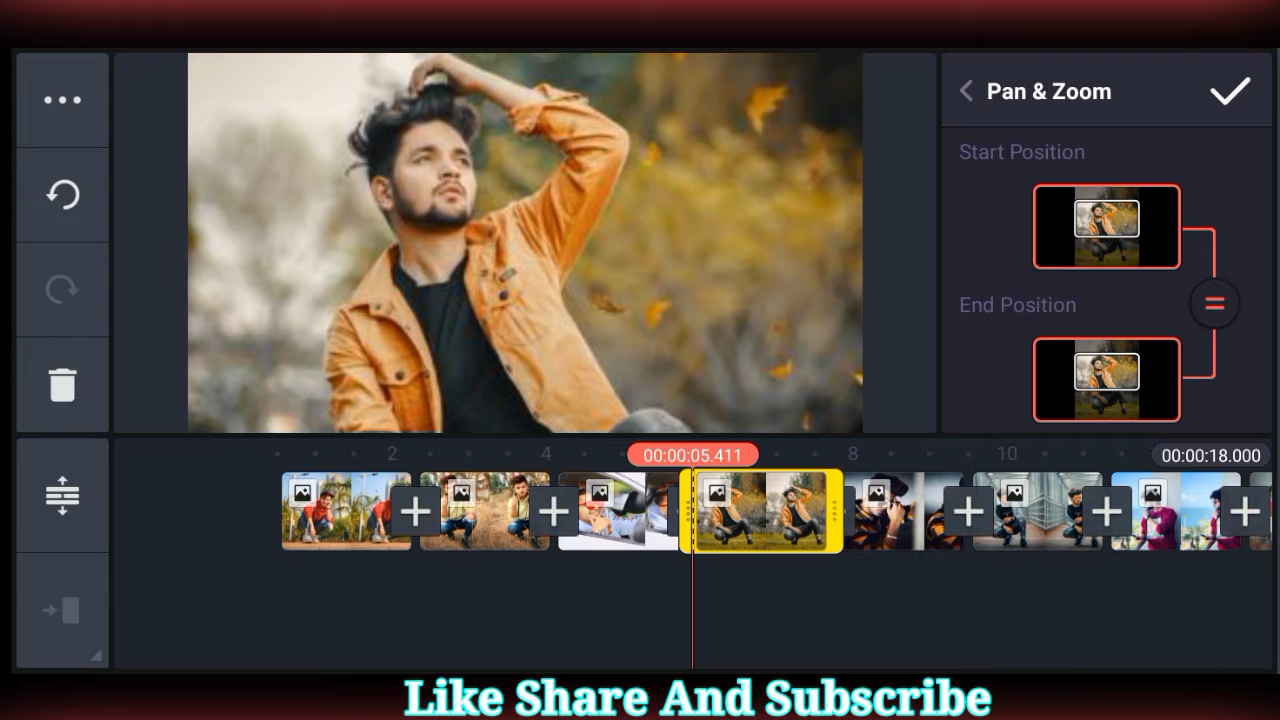 Pan & Zoom
Start Position
End Position
2
4
00:00:05.411
8
10
00:00:18.000
Like Share And Subscribe